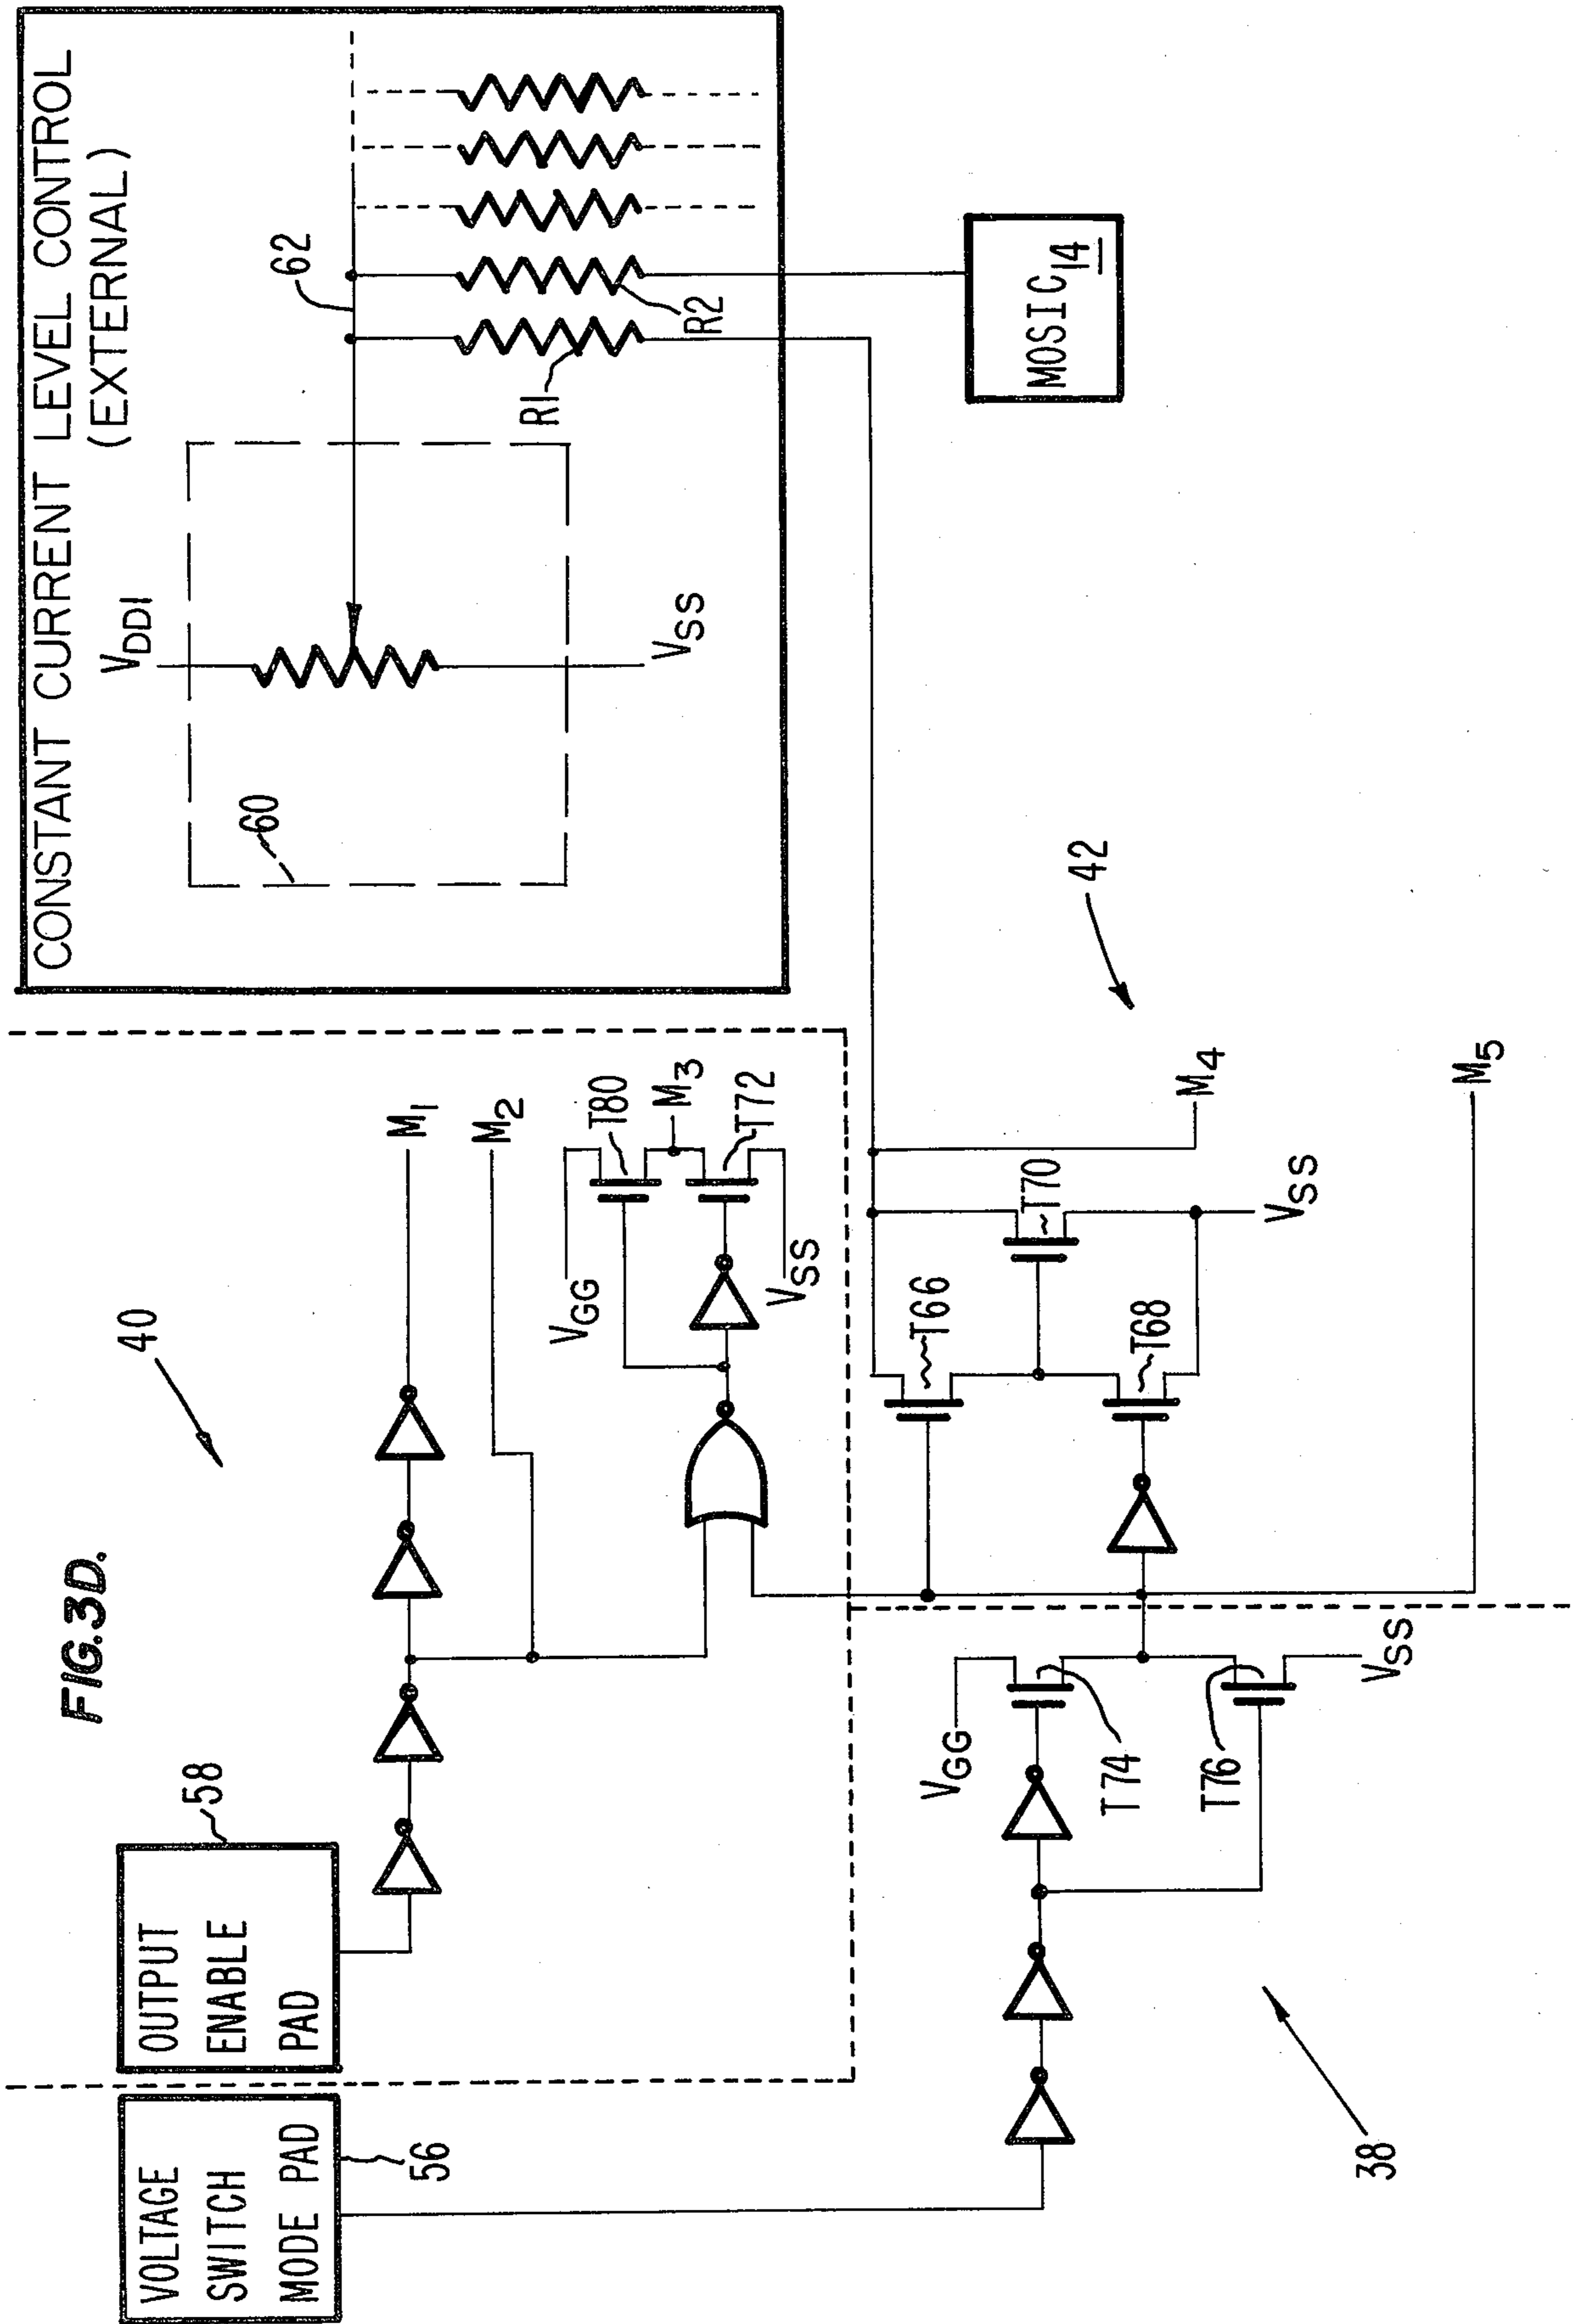 FIG.3D.
CONSTANT CURRENT LEVEL CONTROL
(EXTERNAL)
VDDI
VSS
60
62
R1
R2
MOSIC 14
VOLTAGE
SWITCH
MODE PAD
56
OUTPUT
ENABLE
PAD
58
40
M1
M2
VGG
T80
M3
T72
VSS
42
T66
T70
T68
M4
VSS
M5
VGG
T74
T76
VSS
38